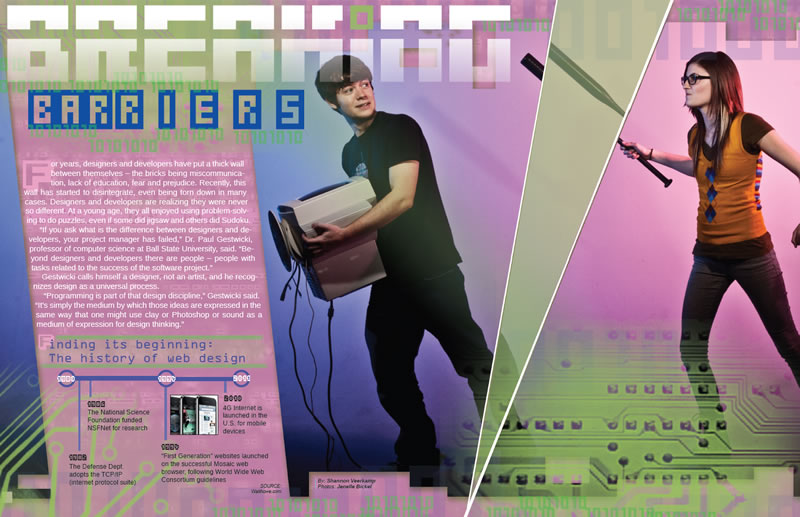 BREAKING
BARRIERS
For years, designers and developers have put a thick wall
between themselves – the bricks being miscommunica-
tion, lack of education, fear and prejudice. Recently, this
wall has started to disintegrate, even being torn down in many
cases. Designers and developers are realizing they were never
so different. At a young age, they all enjoyed using problem-solv-
ing to do puzzles, even if some did jigsaw and others did Sudoku.
"If you ask what is the difference between designers and de-
velopers, your project manager has failed," Dr. Paul Gestwicki,
professor of computer science at Ball State University, said. "Be-
yond designers and developers there are people – people with
tasks related to the success of the software project."
Gestwicki calls himself a designer, not an artist, and he recog-
nizes design as a universal process.
"Programming is part of that design discipline," Gestwicki said.
"It's simply the medium by which those ideas are expressed in the
same way that one might use clay or Photoshop or sound as a
medium of expression for design thinking."
Finding its beginning:
The history of web design
1980 1990 2010
The National Science
Foundation funded
NSFNet for research
2010
4G Internet is
launched in the
U.S. for mobile
devices
1982
The Defense Dept
adopts the TCP/IP
(internet protocol suite)
"First Generation" websites launched
on the successful Mosaic web
browser, following World Wide Web
Consortium guidelines
SOURCE:
By: Shannon Veerkamp
Photos: Janelle Bickel